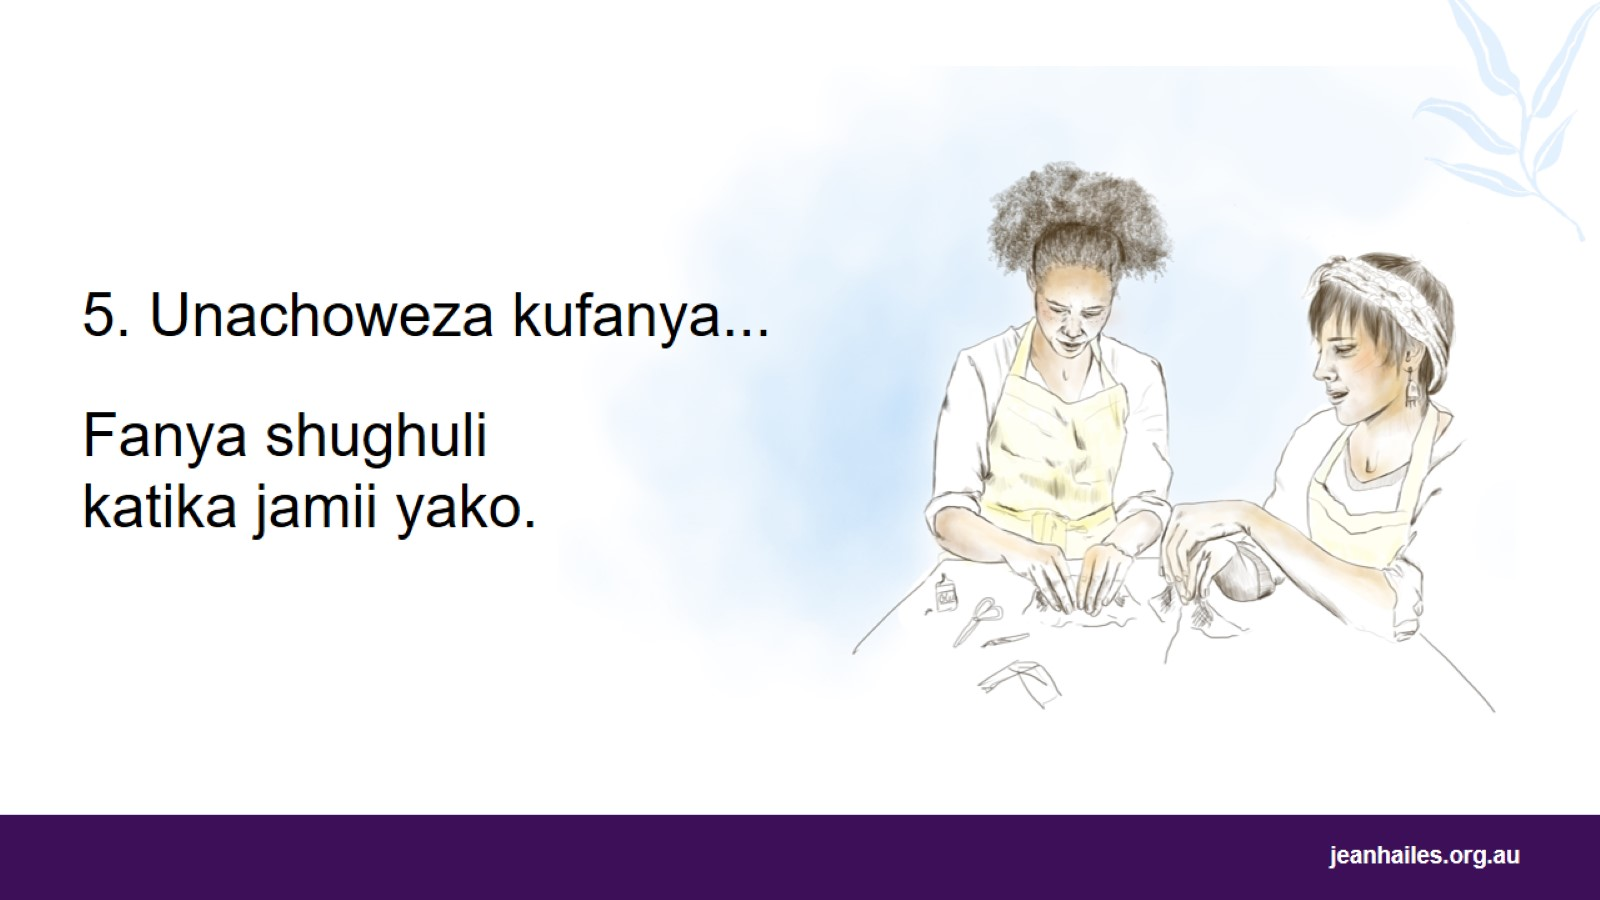 5. Unachoweza kufanya...
Fanya shughuli
katika jamii yako.
jeanhailes.org.au